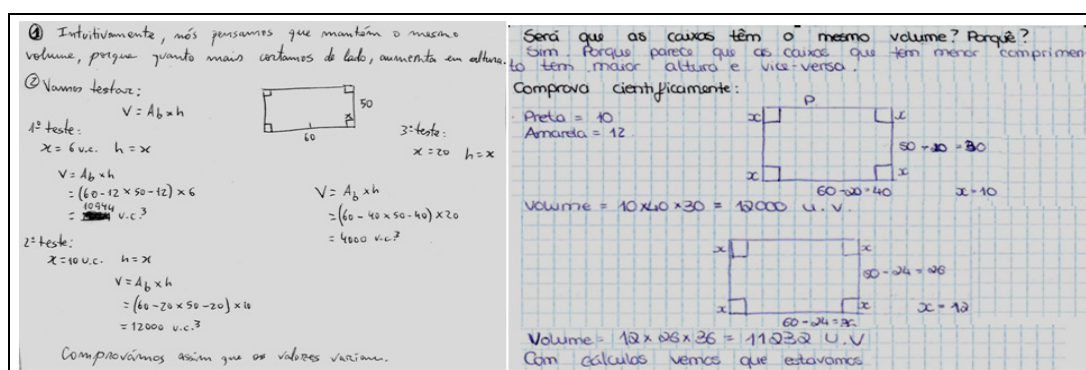 ① Intuitivamente, nós pensamos que mantém o mesmo
volume, porque quanto mais cortamos de lado, aumenta em altura.
② Vamos testar:
V = Ab x h
50
60
x
1º teste:
x = 6 u.c. h = x
V = Ab x h
= (60 - 12 x 50 - 12) x 6
= 10944 u.c.³
2º teste:
x = 10 u.c. h = x
V = Ab x h
= (60 - 20 x 50 - 20) x 10
= 12000 u.c.³
3º teste:
x = 20 h = x
V = Ab x h
= (60 - 40 x 50 - 40) x 20
= 4000 u.c.³
Comprovámos assim que os valores variam.
Será que as caixas têm o mesmo volume? Porquê?
Sim. Porque parece que as caixas que tem menor comprimen
to tem maior altura e vice-versa.
Comprova cientificamente:
Preta = 10
Amarela = 12
P.
x x
50 - 20 = 30
x x
60 - 20 = 40 x = 10
Volume = 10 x 40 x 30 = 12000 u.v.
x x
50 - 24 = 26
x x x = 12
60 - 24 = 36
Volume = 12 x 26 x 36 = 11232 U.V
Com cálculos vemos que estavamos